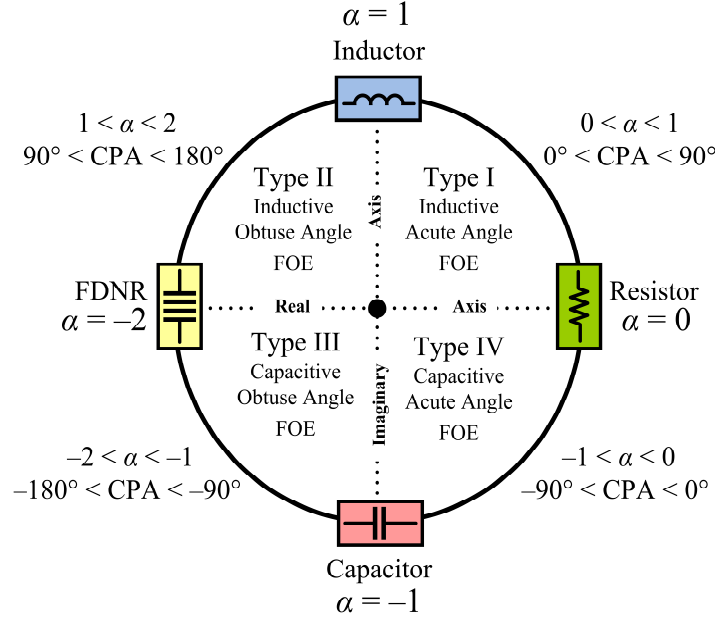 α = 1
Inductor
1 < α < 2
90° < CPA < 180°
0 < α < 1
0° < CPA < 90°
Type II
Inductive
Obtuse Angle
FOE
Axis
Type I
Inductive
Acute Angle
FOE
FDNR
α = –2
Real
Axis
Resistor
α = 0
Type III
Capacitive
Obtuse Angle
FOE
Imaginary
Type IV
Capacitive
Acute Angle
FOE
–2 < α < –1
–180° < CPA < –90°
–1 < α < 0
–90° < CPA < 0°
Capacitor
α = –1